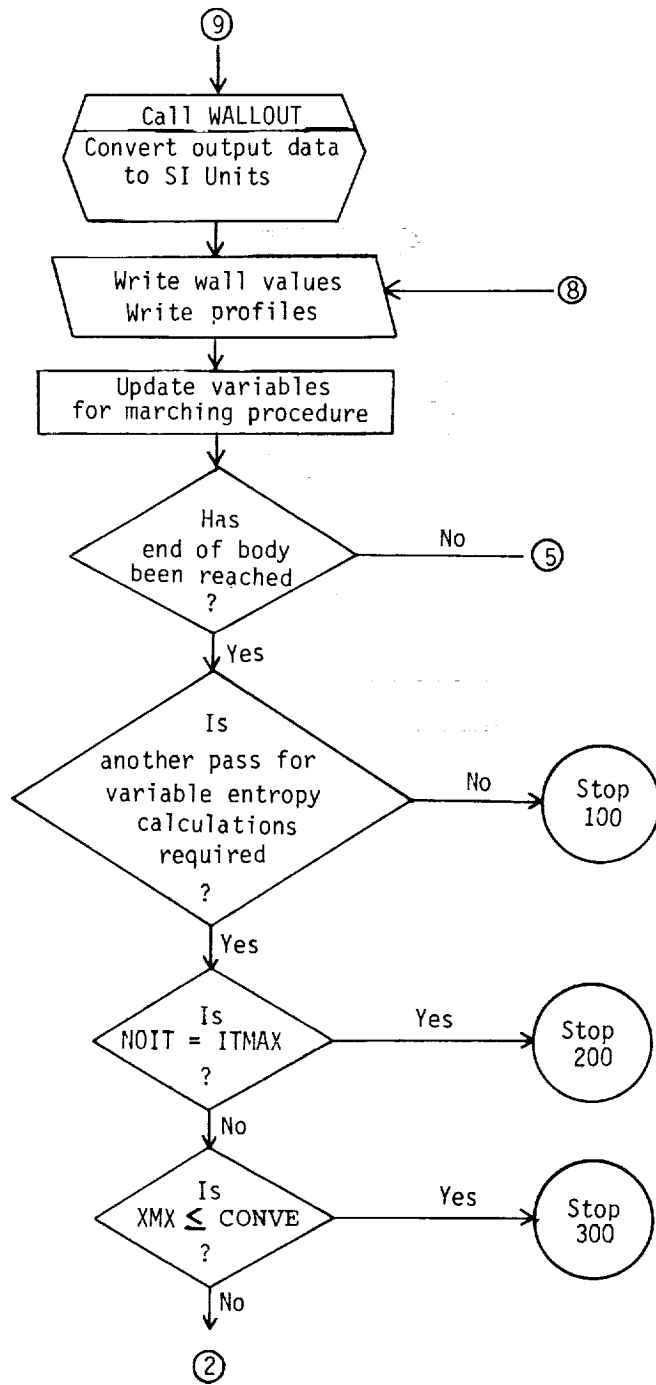 9
Call WALLOUT
Convert output data
to SI Units
Write wall values
Write profiles
8
Update variables
for marching procedure
Has
end of body
been reached
?
No
5
Yes
Is
another pass for
variable entropy
calculations
required
?
No
Stop
100
Yes
Is
NOIT = ITMAX
?
Yes
Stop
200
No
Is
XMX ≤ CONVE
?
Yes
Stop
300
No
2